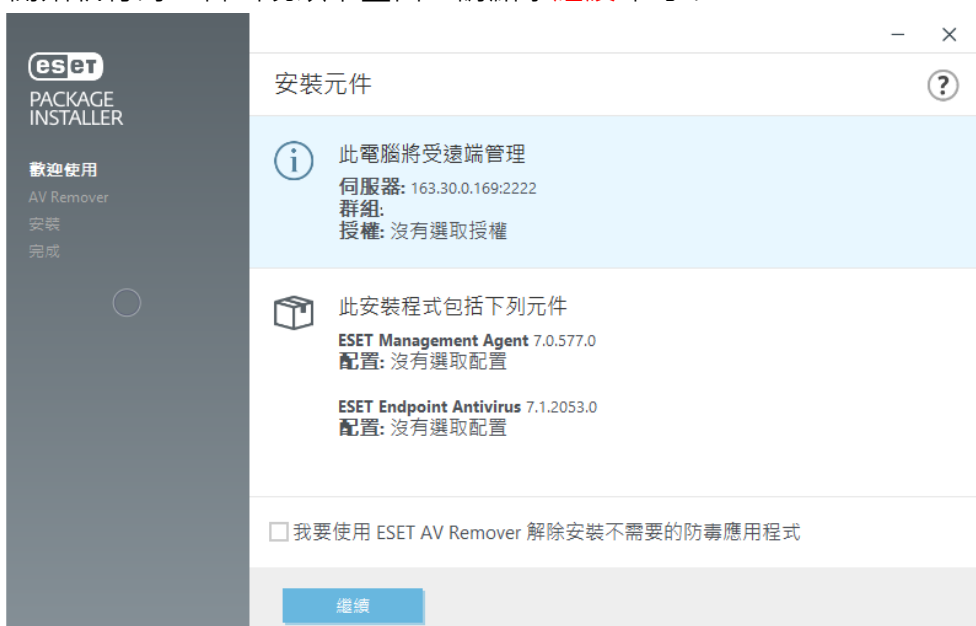 eset
PACKAGE
INSTALLER
歡迎使用
AV Remover
安裝
完成
安裝元件
?
此電腦將受遠端管理
伺服器: 163.30.0.169:2222
群組:
授權: 沒有選取授權
此安裝程式包括下列元件
ESET Management Agent 7.0.577.0
配置: 沒有選取配置
ESET Endpoint Antivirus 7.1.2053.0
配置: 沒有選取配置
我要使用 ESET AV Remover 解除安裝不需要的防毒應用程式
繼續